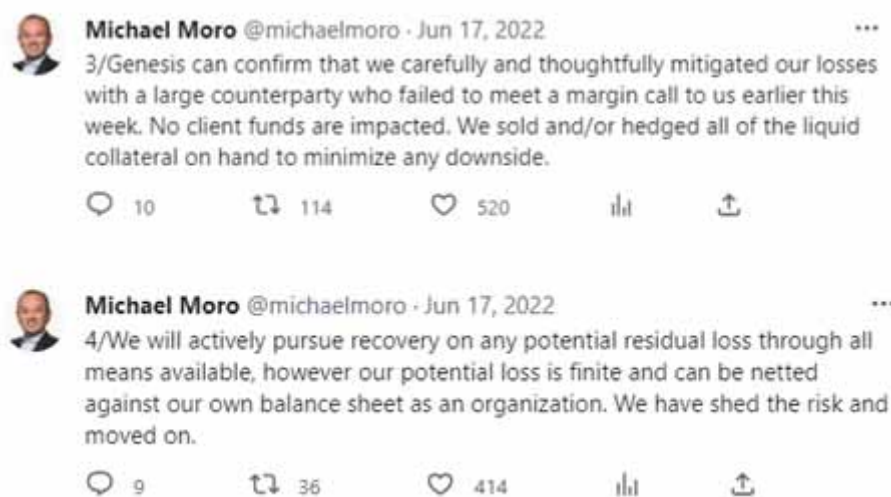 Michael Moro @michaelmoro · Jun 17, 2022
3/Genesis can confirm that we carefully and thoughtfully mitigated our losses
with a large counterparty who failed to meet a margin call to us earlier this
week. No client funds are impacted. We sold and/or hedged all of the liquid
collateral on hand to minimize any downside.
10 114 520
Michael Moro @michaelmoro · Jun 17, 2022
4/We will actively pursue recovery on any potential residual loss through all
means available, however our potential loss is finite and can be netted
against our own balance sheet as an organization. We have shed the risk and
moved on.
9 36 414